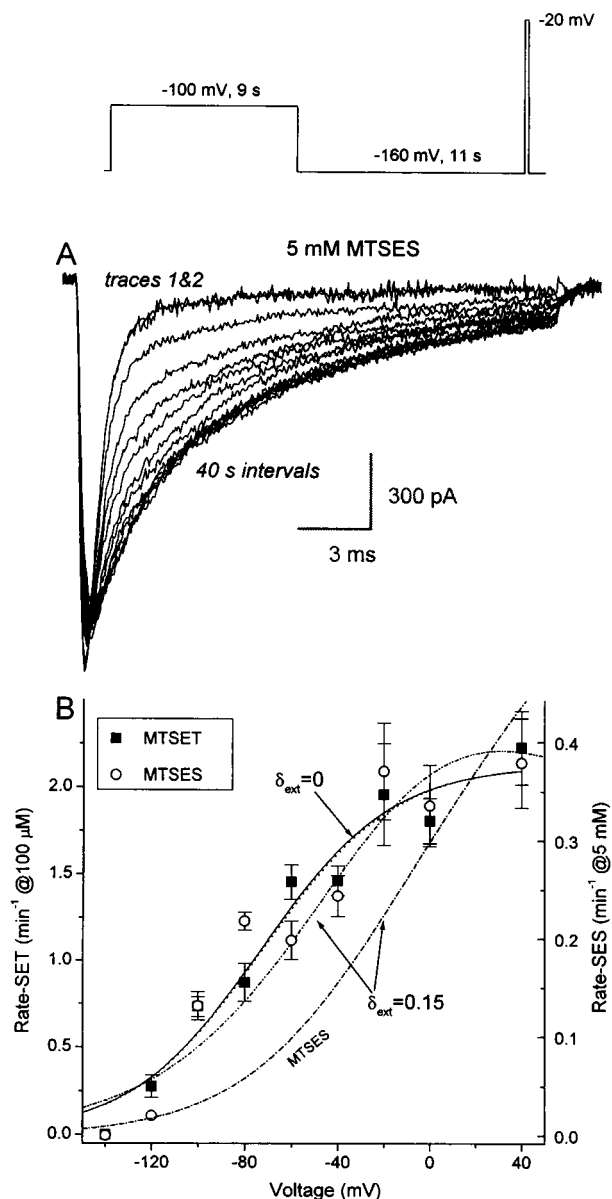 -20 mV
-100 mV, 9 s
-160 mV, 11 s
A
5 mM MTSES
traces 1&2
40 s intervals
300 pA
3 ms
B
MTSET
MTSES
δext=0
δext=0.15
MTSES
Rate-SET (min-1 @100 μM)
2.0
1.5
1.0
0.5
0.0
Rate-SES (min-1 @5 mM)
0.4
0.3
0.2
0.1
0.0
-120
-80
-40
0
40
Voltage (mV)